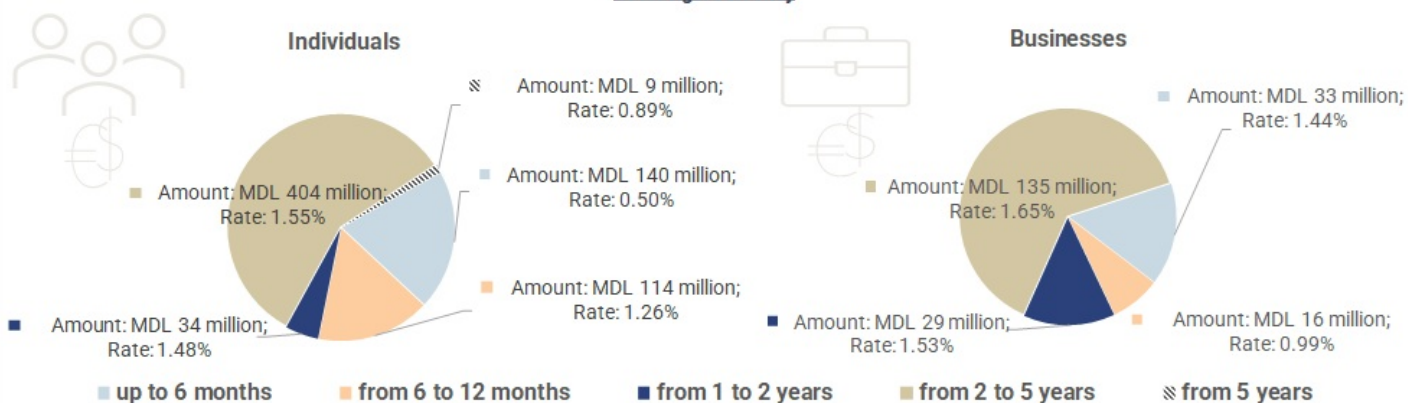 Individuals
Amount: MDL 9 million;
Rate: 0.89%
Amount: MDL 140 million;
Rate: 0.50%
Amount: MDL 404 million;
Rate: 1.55%
Amount: MDL 114 million;
Rate: 1.26%
Amount: MDL 34 million;
Rate: 1.48%
Businesses
Amount: MDL 33 million;
Rate: 1.44%
Amount: MDL 135 million;
Rate: 1.65%
Amount: MDL 29 million;
Rate: 1.53%
Amount: MDL 16 million;
Rate: 0.99%
up to 6 months
from 6 to 12 months
from 1 to 2 years
from 2 to 5 years
from 5 years